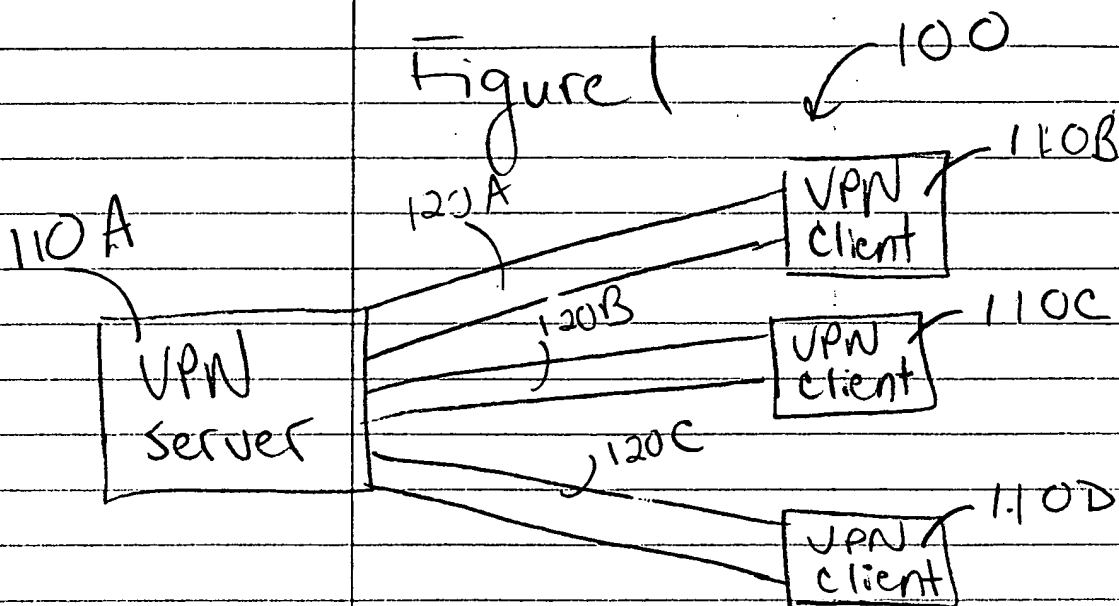 Figure 1
100
110B
VPN
client
120A
110A
120B
110C
VPN
client
VPN
server
120C
110D
VPN
client